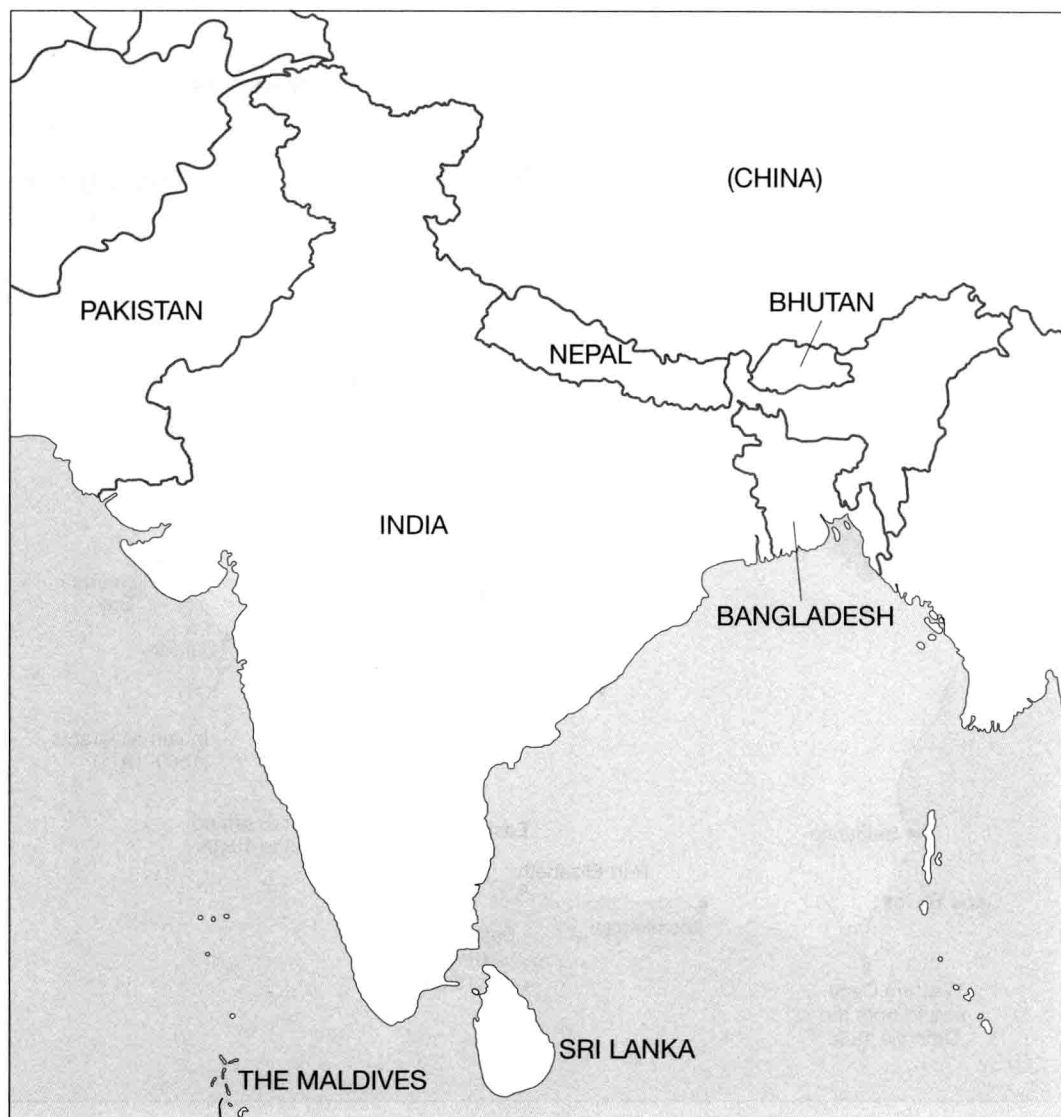 (CHINA)
PAKISTAN
BHUTAN
NEPAL
INDIA
BANGLADESH
SRI LANKA
THE MALDIVES